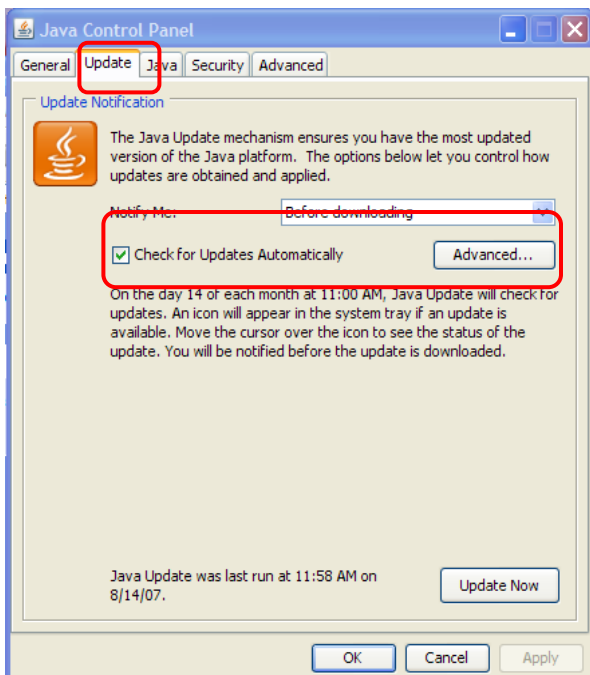 Java Control Panel
General Update Java Security Advanced
Update Notification
The Java Update mechanism ensures you have the most updated
version of the Java platform. The options below let you control how
updates are obtained and applied.
Notify Me: Before downloading
Check for Updates Automatically Advanced...
On the day 14 of each month at 11:00 AM, Java Update will check for
updates. An icon will appear in the system tray if an update is
available. Move the cursor over the icon to see the status of the
update. You will be notified before the update is downloaded.
Java Update was last run at 11:58 AM on
8/14/07.
Update Now
OK Cancel Apply